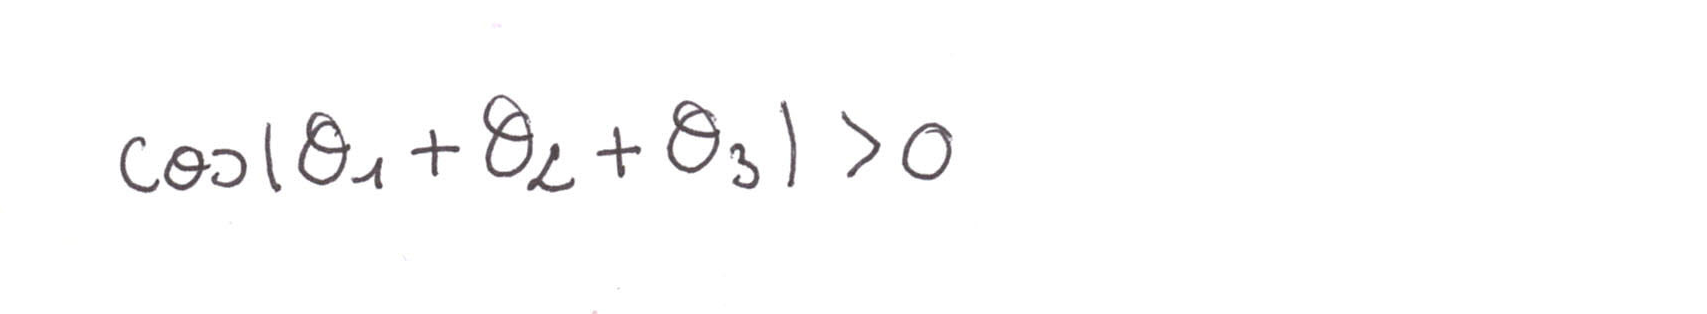 cos(θ₁ + θ₂ + θ₃) > 0